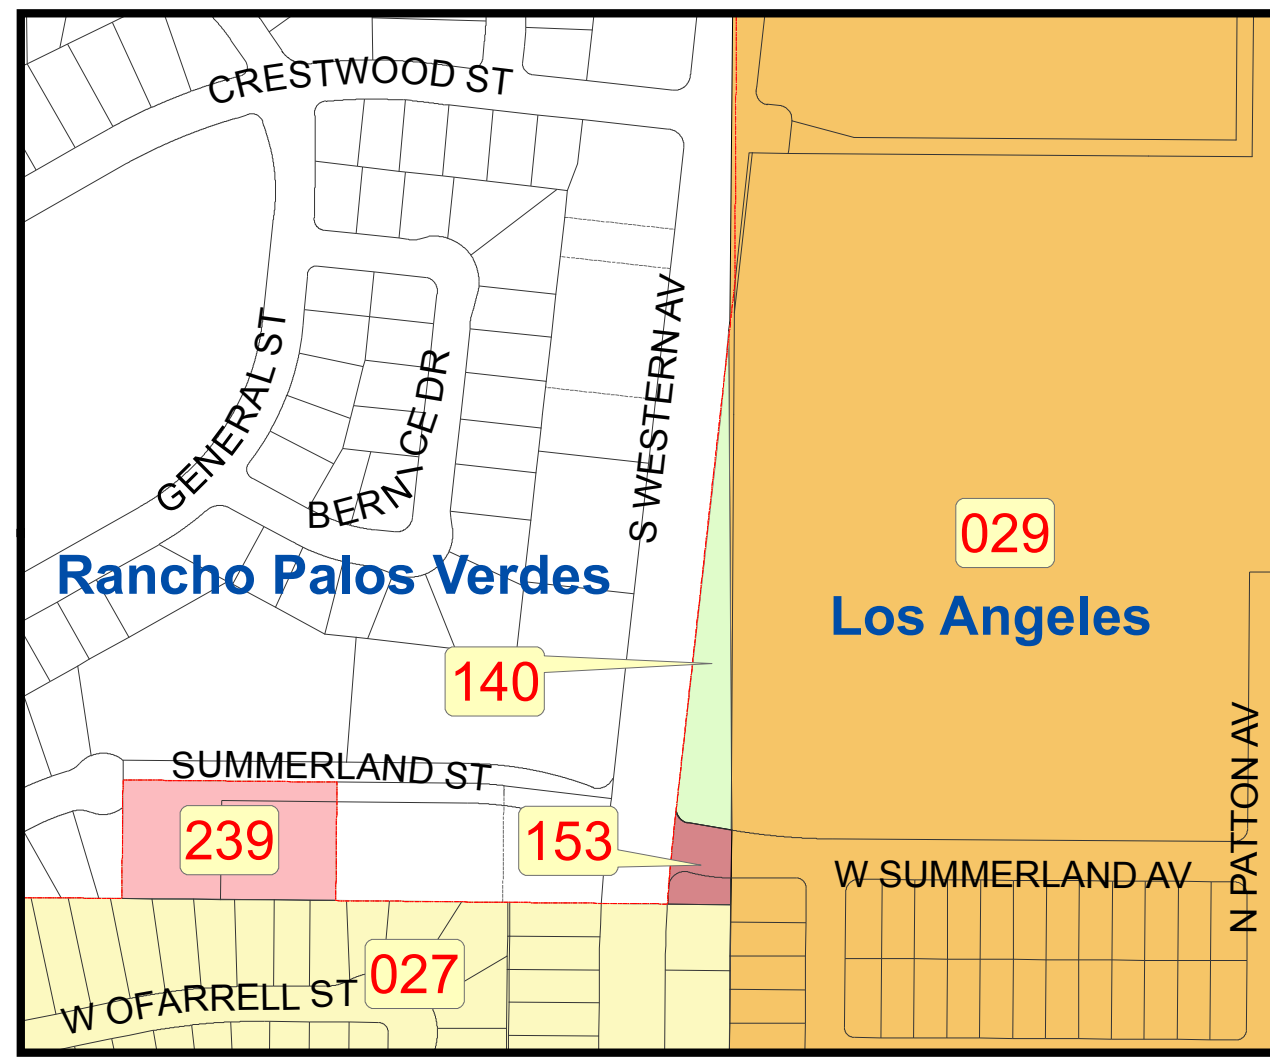 CRESTWOOD ST
S WESTERN AV
GENERAL ST
BERNICE DR
029
Rancho Palos Verdes
Los Angeles
140
SUMMERLAND ST
N PATTON AV
239
153
W SUMMERLAND AV
027
W OFARRELL ST